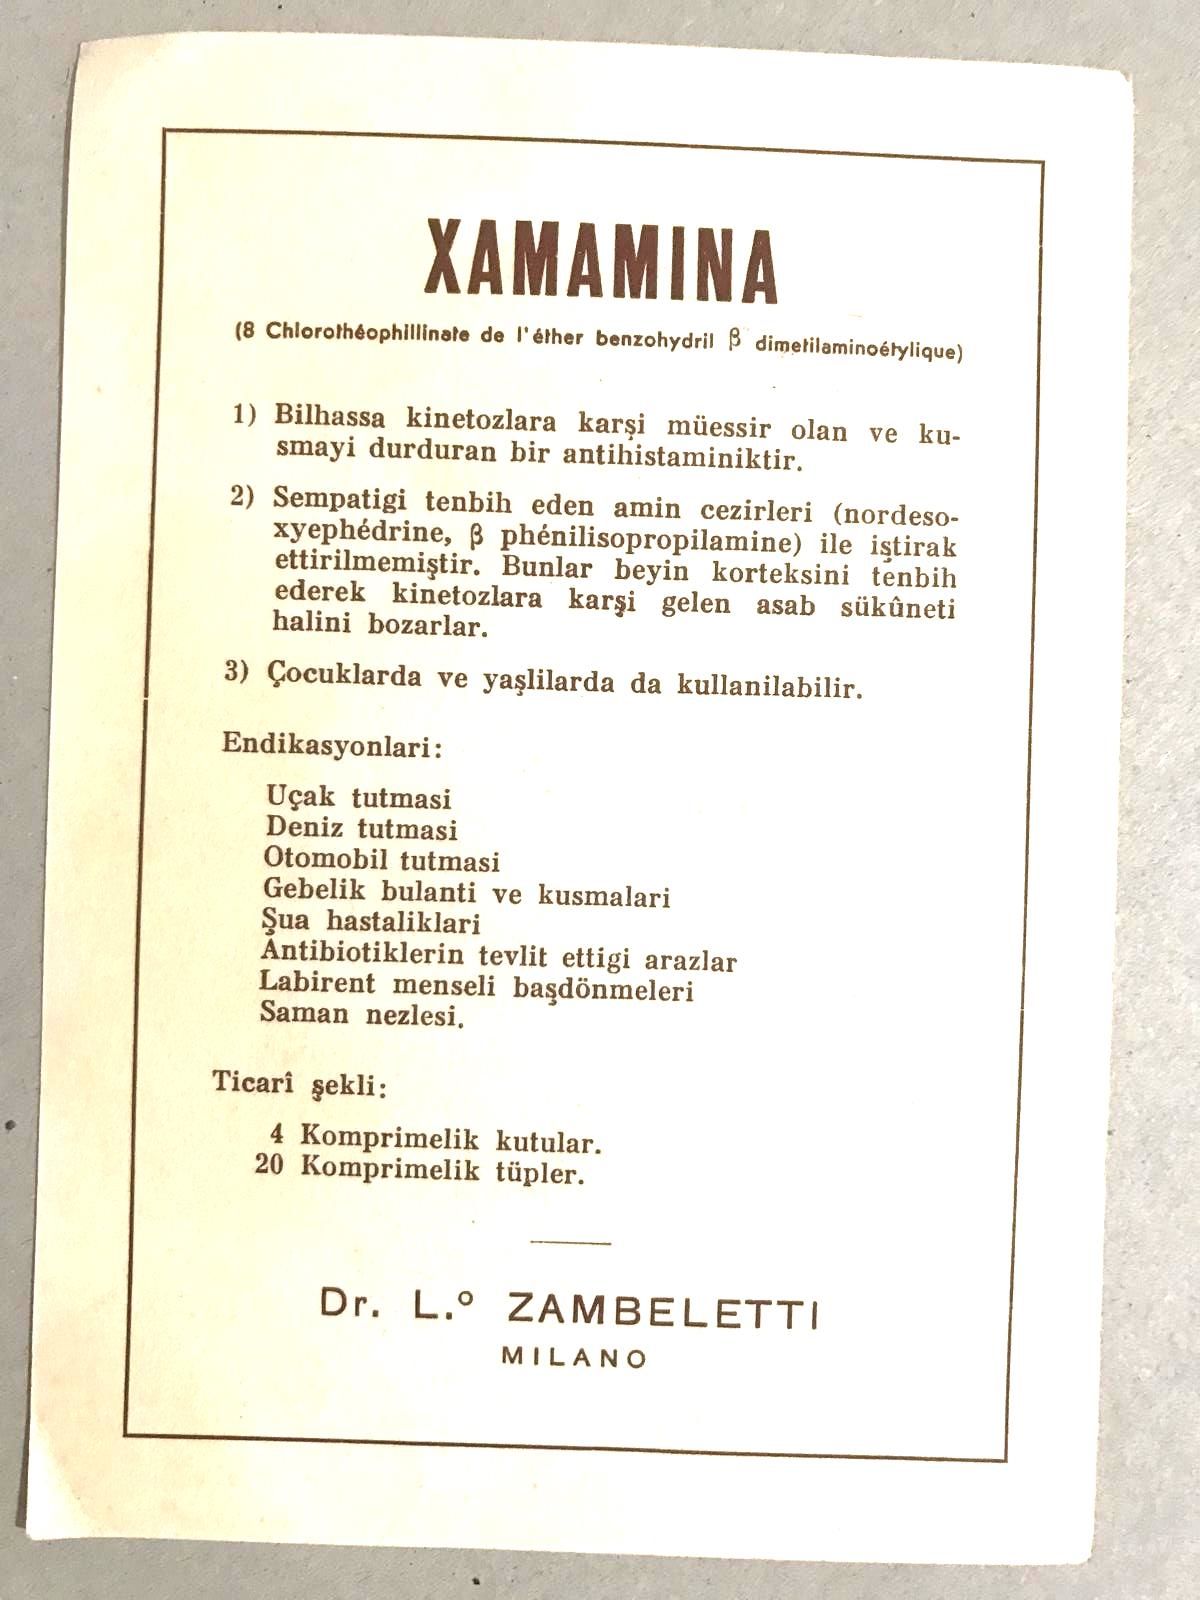 XAMAMINA
(8 Chlorothéophillinate de l'éther benzohydril β dimetilaminoétylique)
1) Bilhassa kinetozlara karşi müessir olan ve ku-
smayi durduran bir antihistaminiktir.
2) Sempatigi tenbih eden amin cezirleri (nordeso-
xyephédrine, β phénilisopropilamine) ile iştirak
ettirilmemiştir. Bunlar beyin korteksini tenbih
ederek kinetozlara karşi gelen asab sükûneti
halini bozarlar.
3) Çocuklarda ve yaşlilarda da kullanilabilir.
Endikasyonlari:
Uçak tutmasi
Deniz tutmasi
Otomobil tutmasi
Gebelik bulanti ve kusmalari
Şua hastaliklari
Antibiotiklerin tevlit ettigi arazlar
Labirent menseli başdönmeleri
Saman nezlesi.
Ticarî şekli:
4 Komprimelik kutular.
20 Komprimelik tüpler.
Dr. L.º ZAMBELETTI
MILANO